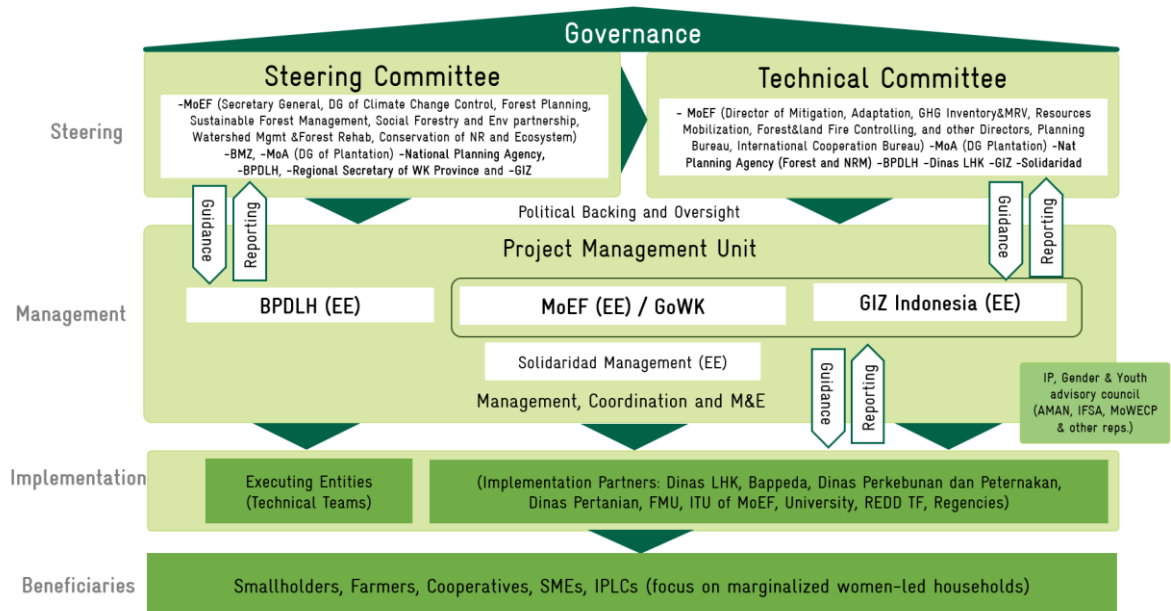 Governance
Steering
Steering Committee
-MoEF (Secretary General, DG of Climate Change Control, Forest Planning,
Sustainable Forest Management, Social Forestry and Env partnership,
Watershed Mgmt &Forest Rehab, Conservation of NR and Ecosystem)
-BMZ, -MoA (DG of Plantation) -National Planning Agency,
-BPDLH, -Regional Secretary of WK Province and -GIZ
Technical Committee
- MoEF (Director of Mitigation, Adaptation, GHG Inventory&MRV, Resources
Mobilization, Forest&land Fire Controlling, and other Directors, Planning
Bureau, International Cooperation Bureau) -MoA (DG Plantation) -Nat
Planning Agency (Forest and NRM) -BPDLH -Dinas LHK -GIZ -Solidaridad
Guidance
Reporting
Political Backing and Oversight
Guidance
Reporting
Management
Project Management Unit
BPDLH (EE)
MoEF (EE) / GoWK
GIZ Indonesia (EE)
Solidaridad Management (EE)
Management, Coordination and M&E
Guidance
Reporting
IP, Gender & Youth
advisory council
(AMAN, IFSA, MoWECP
& other reps.)
Implementation
Executing Entities
(Technical Teams)
(Implementation Partners: Dinas LHK, Bappeda, Dinas Perkebunan dan Peternakan,
Dinas Pertanian, FMU, ITU of MoEF, University, REDD TF, Regencies)
Beneficiaries
Smallholders, Farmers, Cooperatives, SMEs, IPLCs (focus on marginalized women-led households)